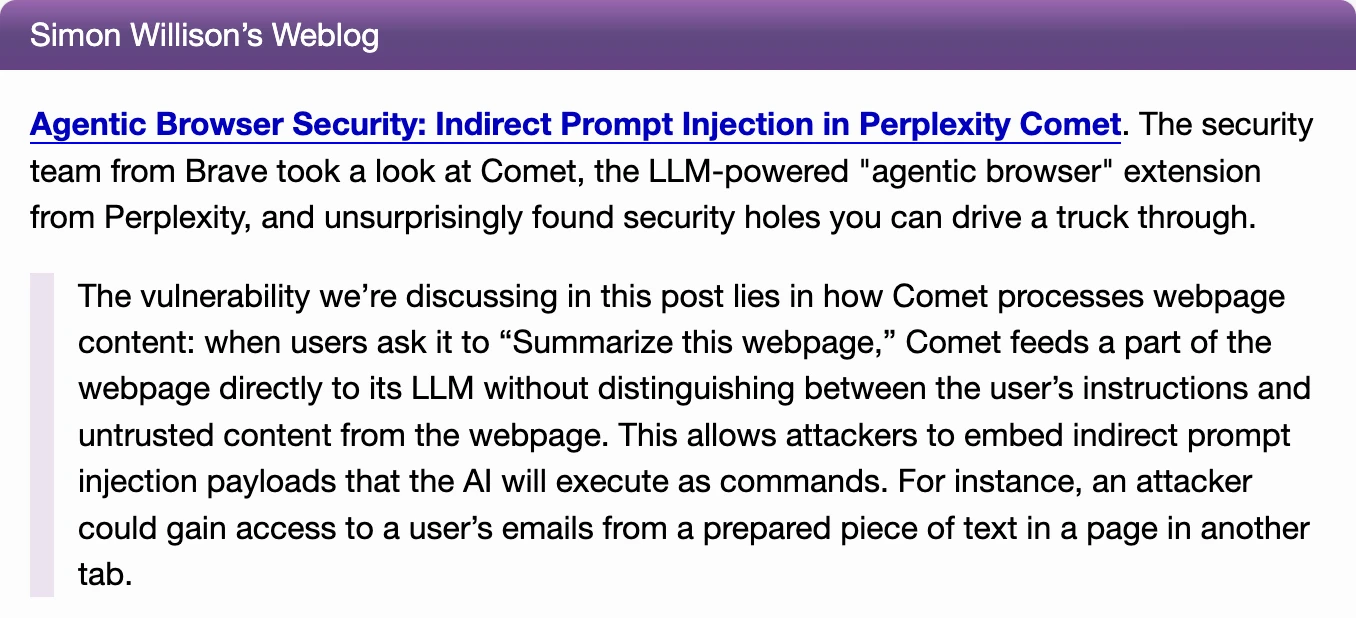 Simon Willison’s Weblog
Agentic Browser Security: Indirect Prompt Injection in Perplexity Comet. The security
team from Brave took a look at Comet, the LLM-powered "agentic browser" extension
from Perplexity, and unsurprisingly found security holes you can drive a truck through.
The vulnerability we’re discussing in this post lies in how Comet processes webpage
content: when users ask it to “Summarize this webpage,” Comet feeds a part of the
webpage directly to its LLM without distinguishing between the user’s instructions and
untrusted content from the webpage. This allows attackers to embed indirect prompt
injection payloads that the AI will execute as commands. For instance, an attacker
could gain access to a user’s emails from a prepared piece of text in a page in another
tab.